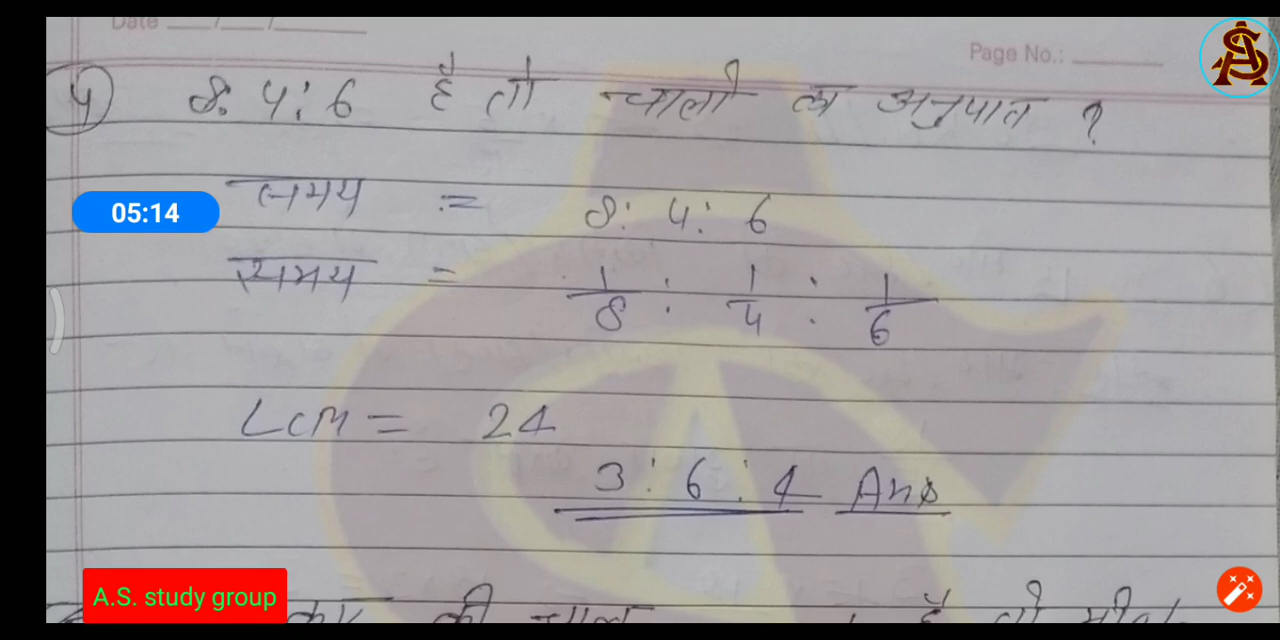 Date
Page No.:
8: 4: 6 है तो चालो का अनुपात ?
समय = 8: 4: 6
05:14
समय = 1/8 : 1/4 : 1/6
LCM = 24
3 : 6 : 4 Ans
A.S. study group
की चाल है तो